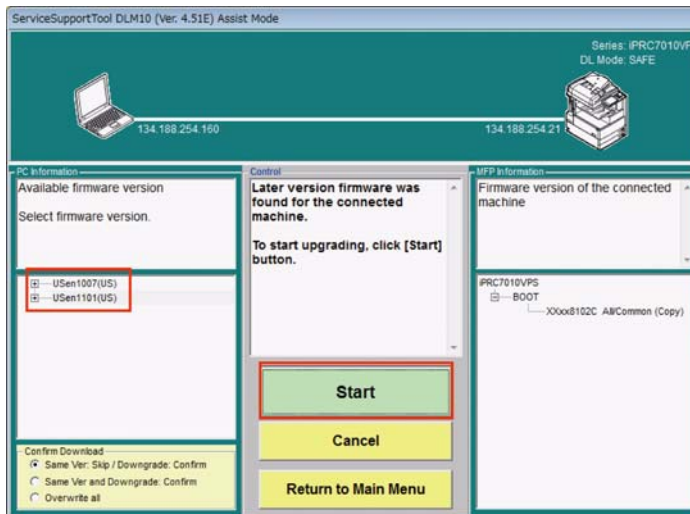 ServiceSupportTool DLM10 (Ver. 4.51E) Assist Mode
Series: iPRC7010VP
DL Mode: SAFE
134.188.254.160
134.188.254.21
PC Information
Available firmware version
Select firmware version.
USen1007(US)
USen1101(US)
Confirm Download
Same Ver: Skip / Downgrade: Confirm
Same Ver and Downgrade: Confirm
Overwrite all
Control
Later version firmware was
found for the connected
machine.
To start upgrading, click [Start]
button.
Start
Cancel
Return to Main Menu
MFP Information
Firmware version of the connected
machine
iPRC7010VPS
BOOT
XXxx8102C All/Common (Copy)